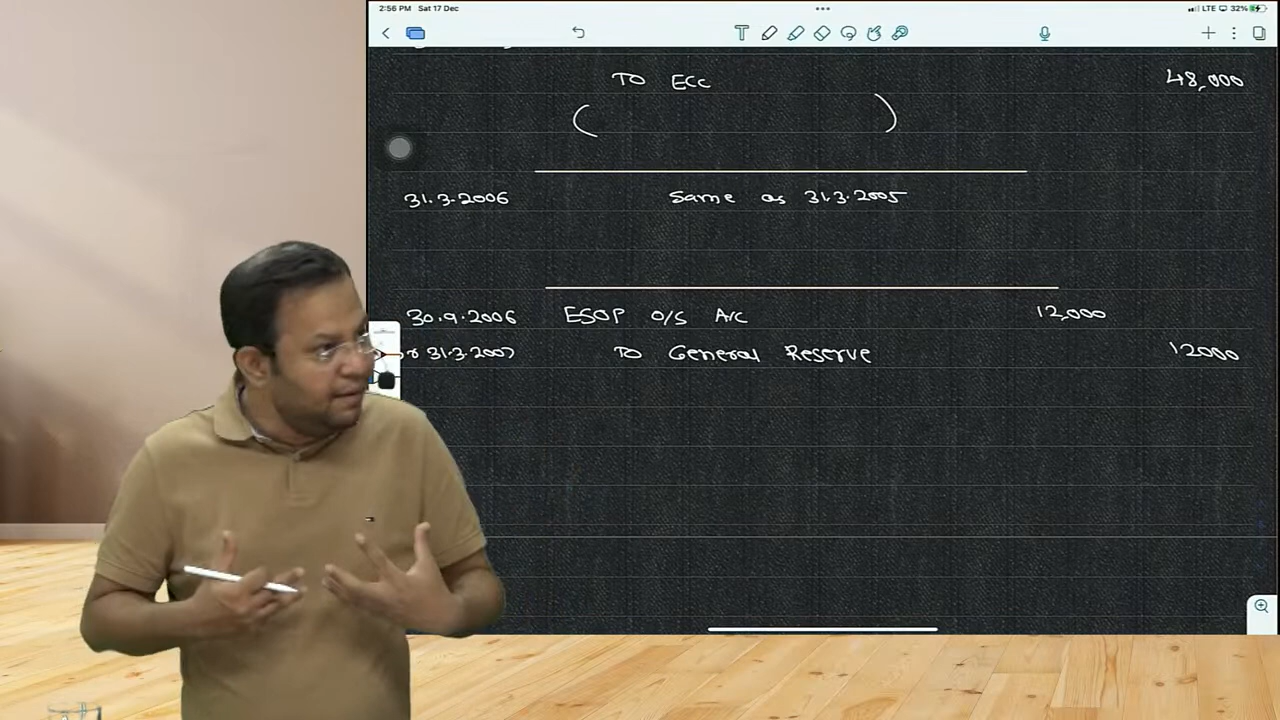 2:56 PM Sat 17 Dec LTE 32%
TO ECC 48,000
( )
31.3.2006 Same as 31.3.2005
30.9.2006 ESOP O/S A/C 12,000
31.3.2007 TO General Reserve 12000